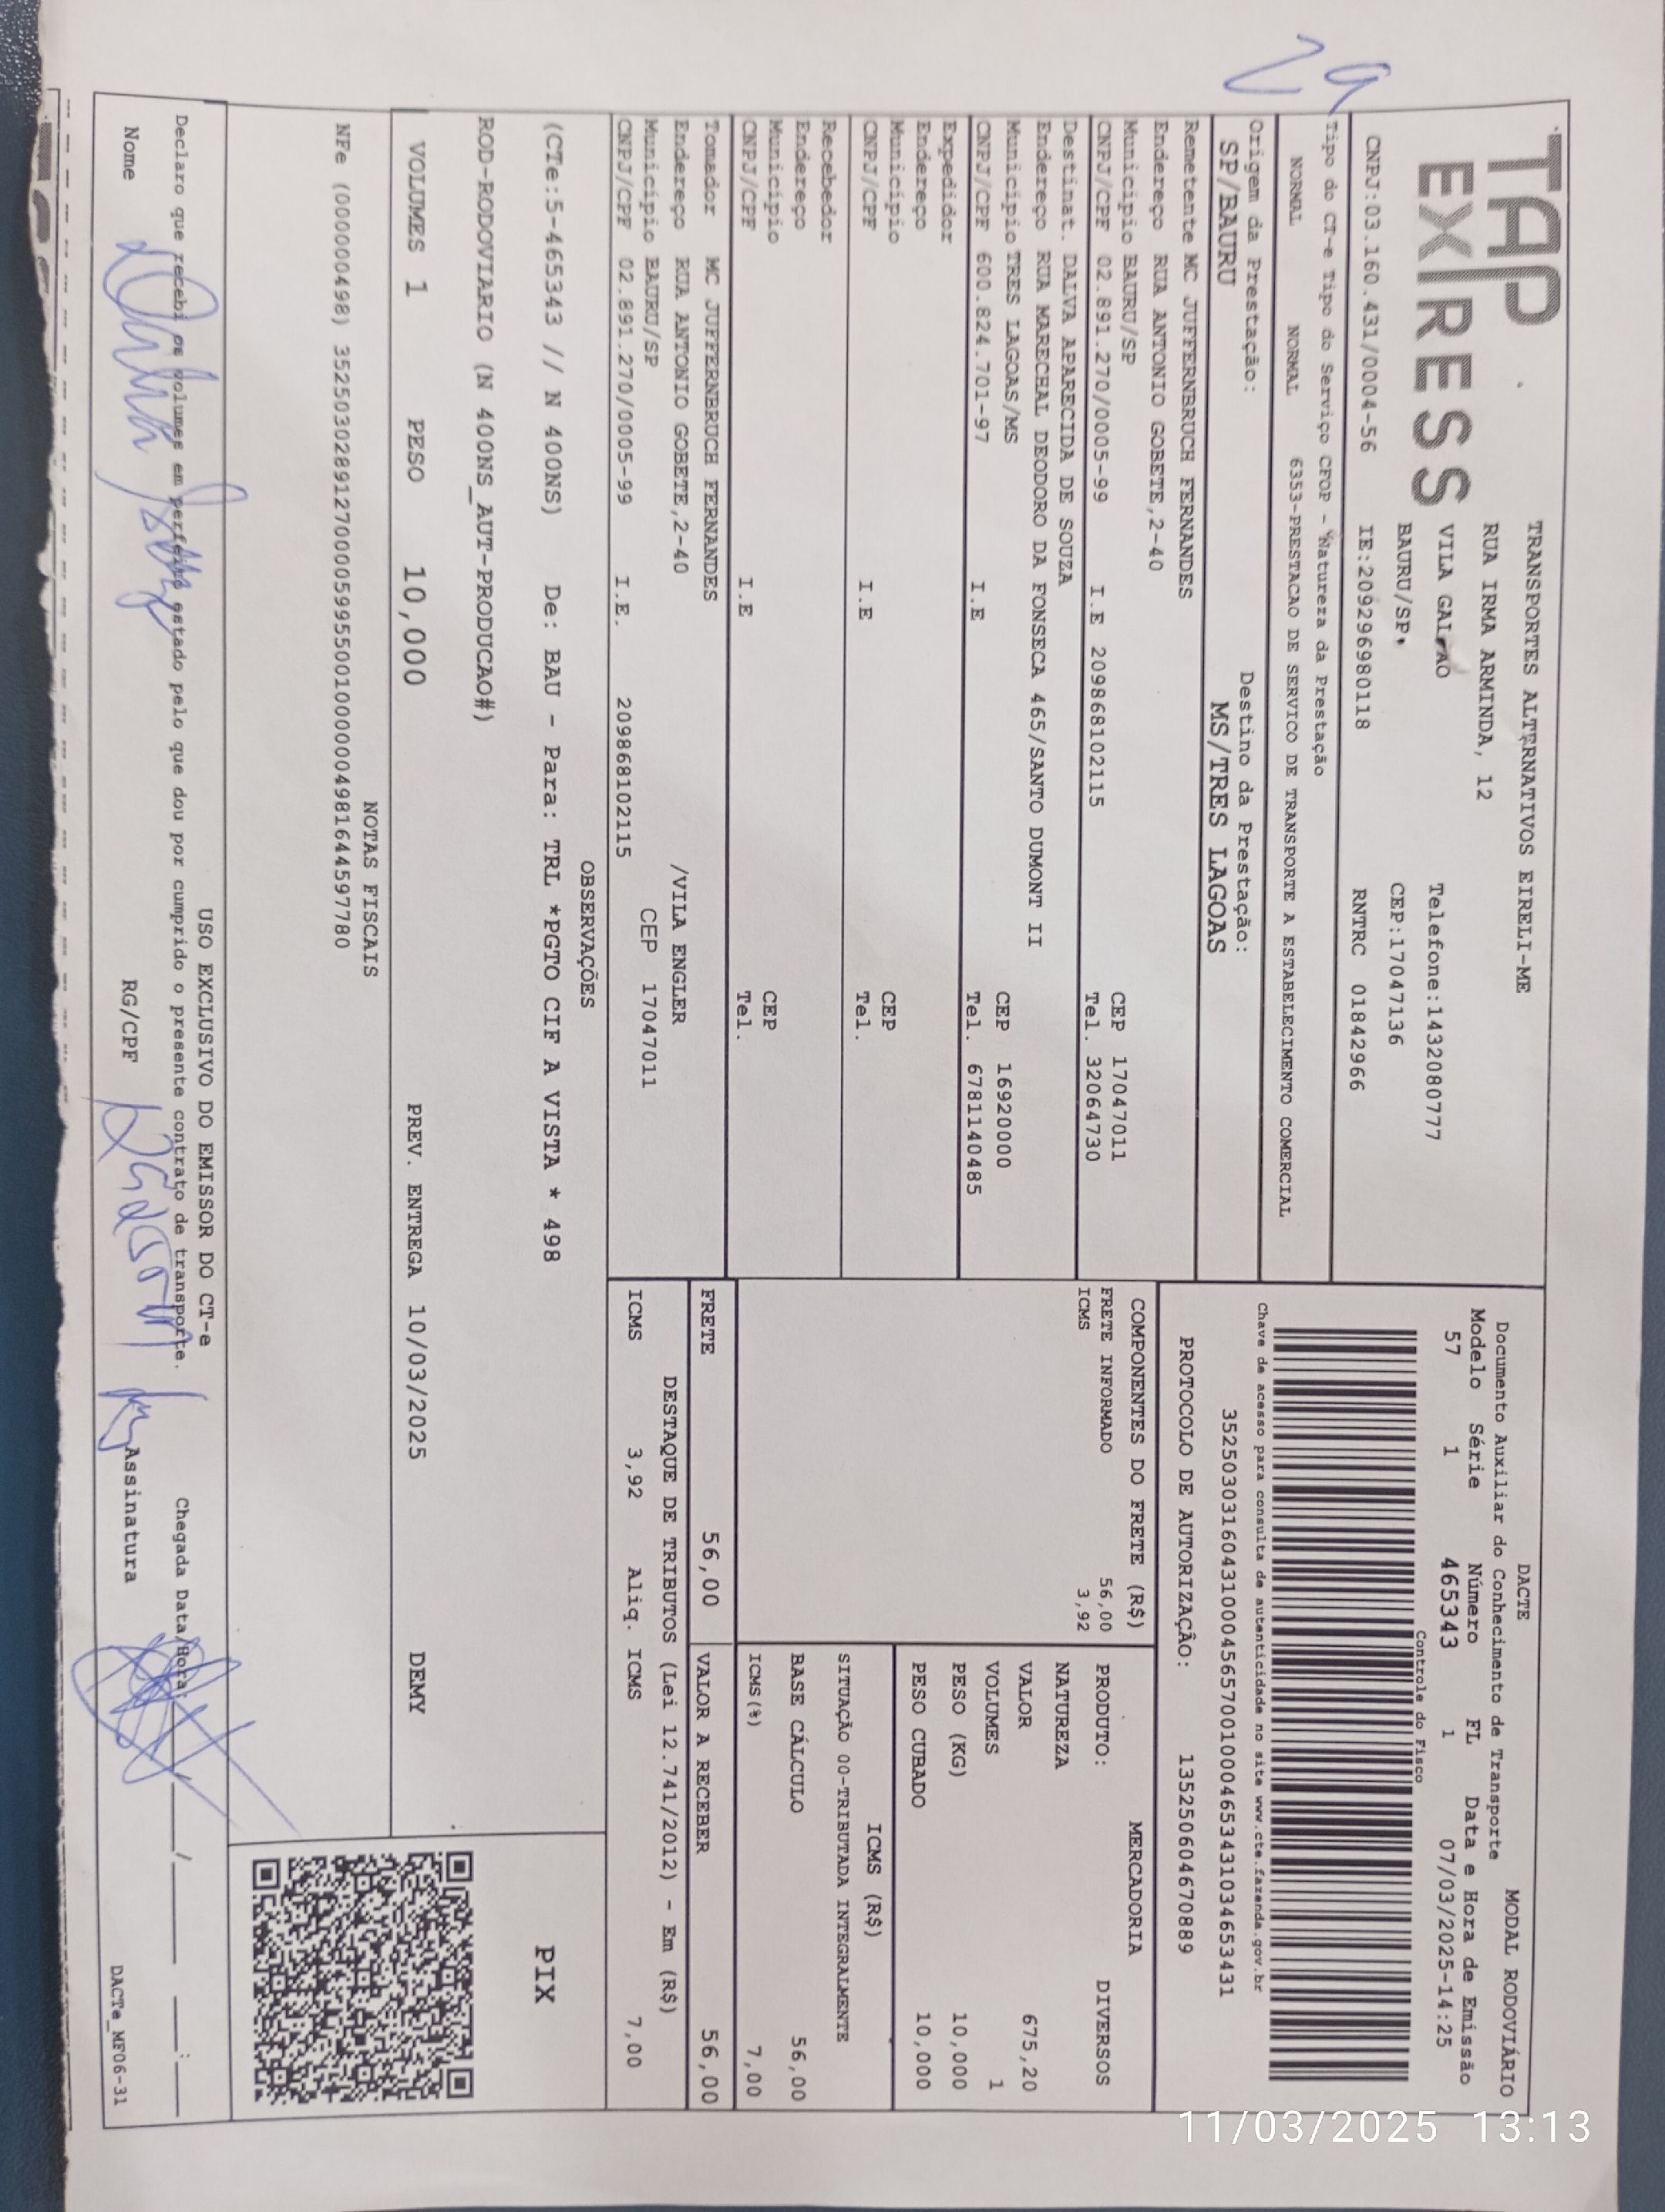 29
TAP
EXPRESS
TRANSPORTES ALTERNATIVOS EIRELI-ME
RUA IRMA ARMINDA, 12
VILA GALVAO
Telefone:1432080777
BAURU/SP
CEP:17047136
CNPJ:03.160.431/0004-56 IE:209296980118 RNTRC 01842966
Tipo do CT-e Tipo do Serviço CFOP - Natureza da Prestação
NORMAL NORMAL 6353-PRESTACAO DE SERVICO DE TRANSPORTE A ESTABELECIMENTO COMERCIAL
Origem da Prestação: Destino da Prestação:
SP/BAURU MS/TRES LAGOAS
DACTE MODAL RODOVIÁRIO
Documento Auxiliar do Conhecimento de Transporte
Modelo Série Número FL Data e Hora de Emissão
57 1 465343 1 07/03/2025-14:25
Controle do Fisco
Chave de acesso para consulta de autenticidade no site www.cte.fazenda.gov.br
35250303160431000456570010004653431034653431
PROTOCOLO DE AUTORIZAÇÃO: 135250604670889
Remetente MC JUFFERNBRUCH FERNANDES
Endereço RUA ANTONIO GOBETE,2-40
Município BAURU/SP CEP 17047011
CNPJ/CPF 02.891.270/0005-99 I.E 209868102115 Tel. 32064730
Destinat. DALVA APARECIDA DE SOUZA
Endereço RUA MARECHAL DEODORO DA FONSECA 465/SANTO DUMONT II
Município TRES LAGOAS/MS CEP 16920000
CNPJ/CPF 600.824.701-97 I.E Tel. 6781140485
Expedidor
Endereço
Município CEP
CNPJ/CPF I.E Tel.
Recebedor
Endereço
Município CEP
CNPJ/CPF I.E Tel.
Tomador MC JUFFERNBRUCH FERNANDES
Endereço RUA ANTONIO GOBETE,2-40 /VILA ENGLER
Município BAURU/SP CEP 17047011
CNPJ/CPF 02.891.270/0005-99 I.E. 209868102115
COMPONENTES DO FRETE (R$)
FRETE INFORMADO 56,00
ICMS 3,92
MERCADORIA
PRODUTO: DIVERSOS
NATUREZA
VALOR 675,20
VOLUMES 1
PESO (KG) 10,000
PESO CUBADO 10,000
ICMS (R$)
SITUAÇÃO 00-TRIBUTADA INTEGRALMENTE
BASE CÁLCULO 56,00
ICMS(%) 7,00
FRETE 56,00 VALOR A RECEBER 56,00
DESTAQUE DE TRIBUTOS (Lei 12.741/2012) - Em (R$)
ICMS 3,92 Aliq. ICMS 7,00
OBSERVAÇÕES
(CTe:5-465343 // N 400NS) De: BAU - Para: TRL *PGTO CIF A VISTA * 498
ROD-RODOVIARIO (N 400NS_AUT-PRODUCAO#)
PIX
VOLUMES 1 PESO 10,000 PREV. ENTREGA 10/03/2025 DEMY
NOTAS FISCAIS
NFe (000000498) 35250302891270000599550010000004981644597780
USO EXCLUSIVO DO EMISSOR DO CT-e
Declaro que recebi os volumes em perfeito estado pelo que dou por cumprido o presente contrato de transporte. Chegada Data/Hora: / / :
Nome RG/CPF Assinatura
DACTe_MF06-31
11/03/2025 13:13